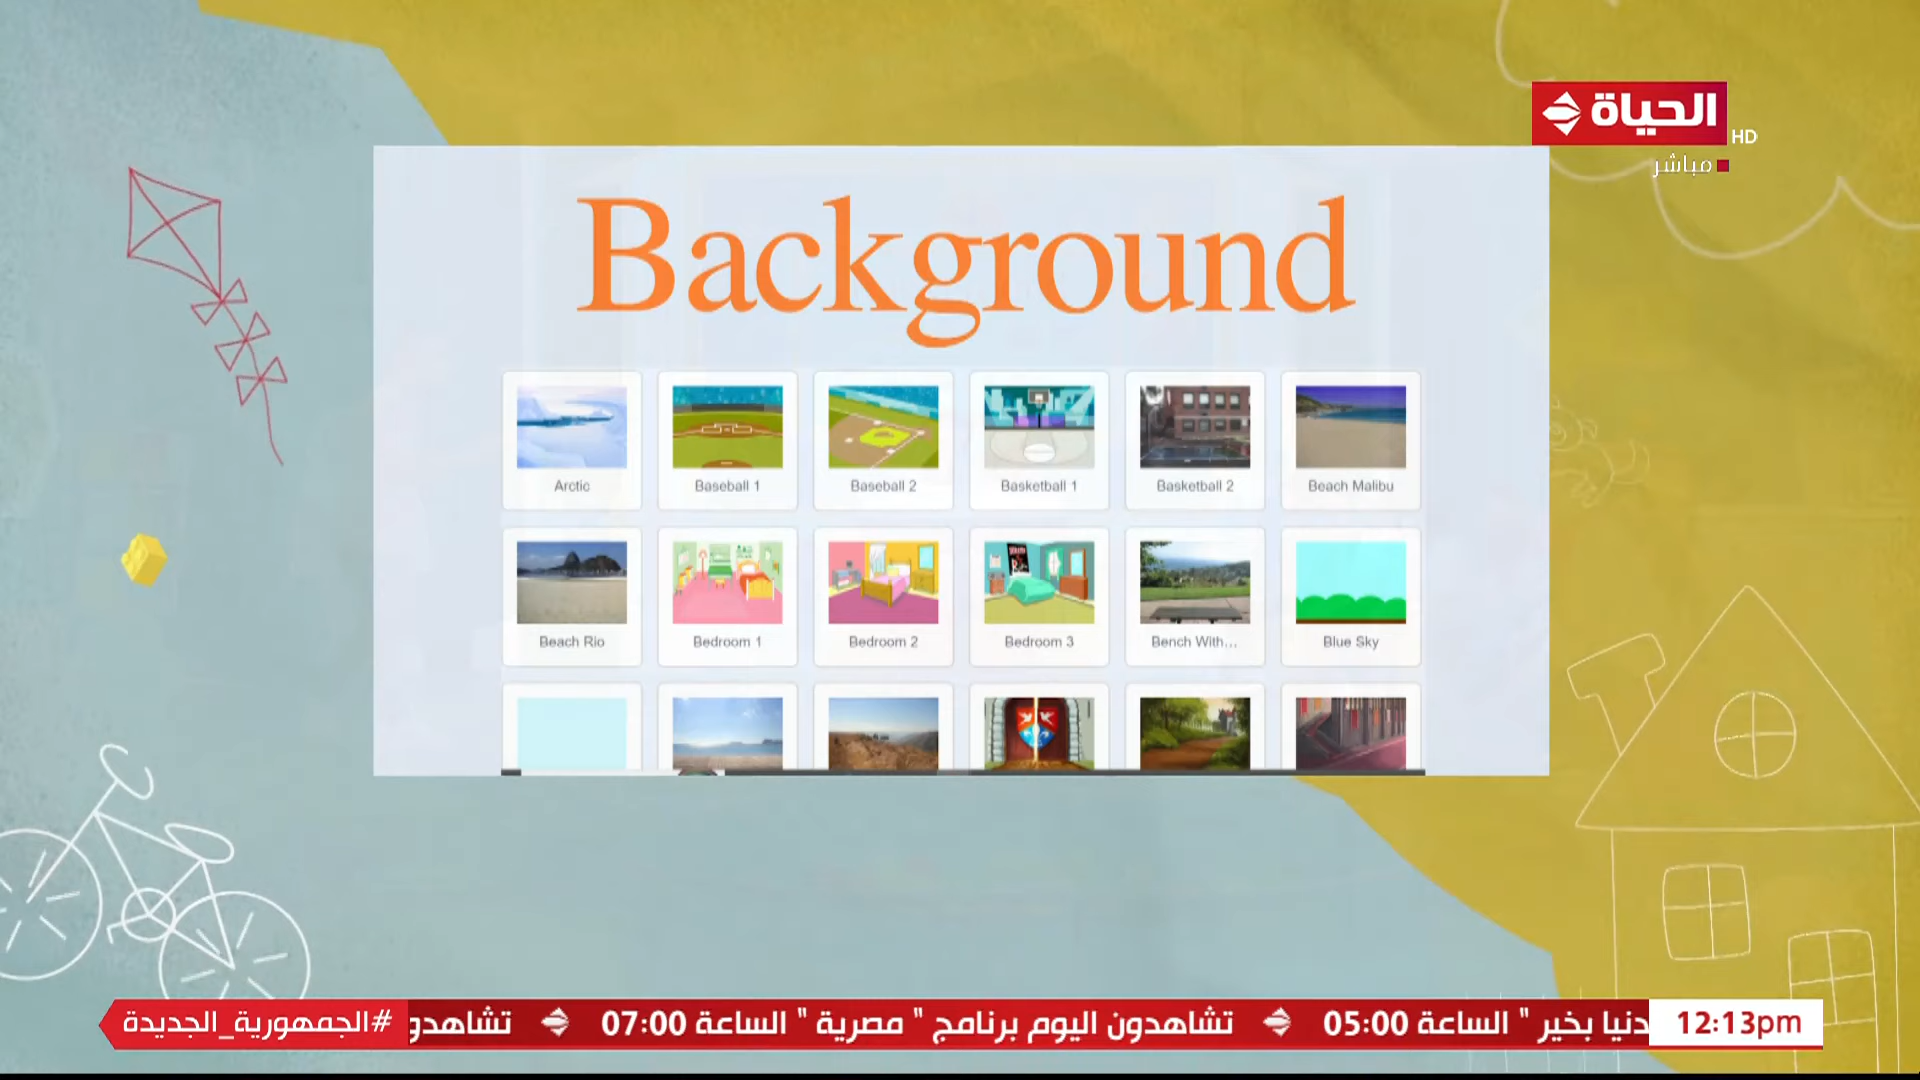 الحياة
HD
مباشر
Background
Arctic
Baseball 1
Baseball 2
Basketball 1
Basketball 2
Beach Malibu
Beach Rio
Bedroom 1
Bedroom 2
Bedroom 3
Bench With...
Blue Sky
12:13pm
دنيا بخير " الساعة 05:00 تشاهدون اليوم برنامج " مصرية " الساعة 07:00
#الجمهورية_الجديدة